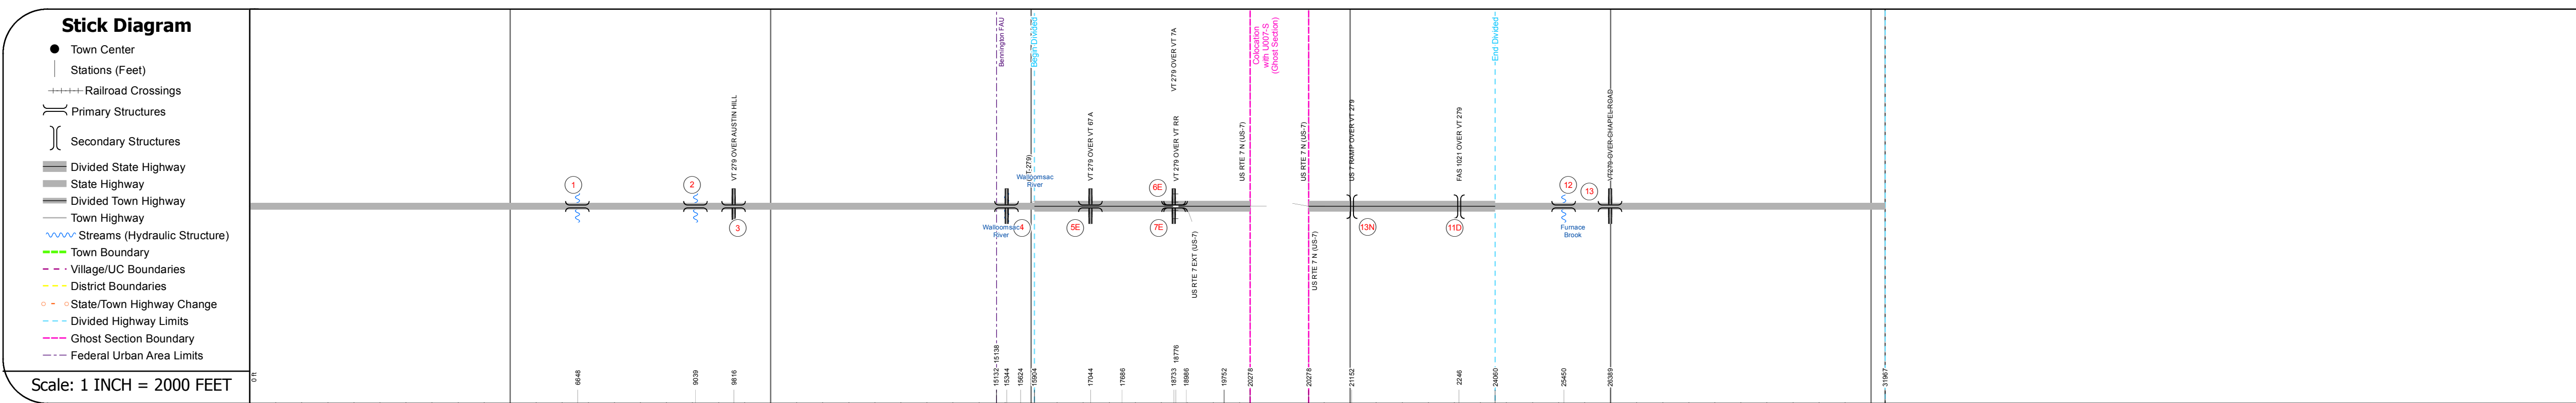 Stick Diagram
Town Center
Stations (Feet)
Railroad Crossings
Primary Structures
Secondary Structures
Divided State Highway
State Highway
Divided Town Highway
Town Highway
Streams (Hydraulic Structure)
Town Boundary
Village/UC Boundaries
District Boundaries
State/Town Highway Change
Divided Highway Limits
Ghost Section Boundary
Federal Urban Area Limits
Scale: 1 INCH = 2000 FEET
0 ft
1
6648
2
9039
VT 279 OVER AUSTIN HILL
3
9816
Bennington FAU
15132
15138
Walloomsac
River
4
15344
15624
T-279)
Begin Divided
Walloomsac
River
15904
VT 279 OVER VT 67 A
5E
17044
17686
VT 279 OVER VT 7A
VT 279 OVER VT RR
6E
7E
18733
18776
18986
US RTE 7 EXT (US-7)
19752
US RTE 7 N (US-7)
Colocation
with U007-S
(Ghost Section)
20278
US RTE 7 N (US-7)
US RTE 7 N (US-7)
20278
US 7 RAMP OVER VT 279
13N
21152
FAS 1021 OVER VT 279
11D
2246
End Divided
24060
12
Furnace
Brook
25450
13
VT279 OVER CHAPEL ROAD
26389
31967